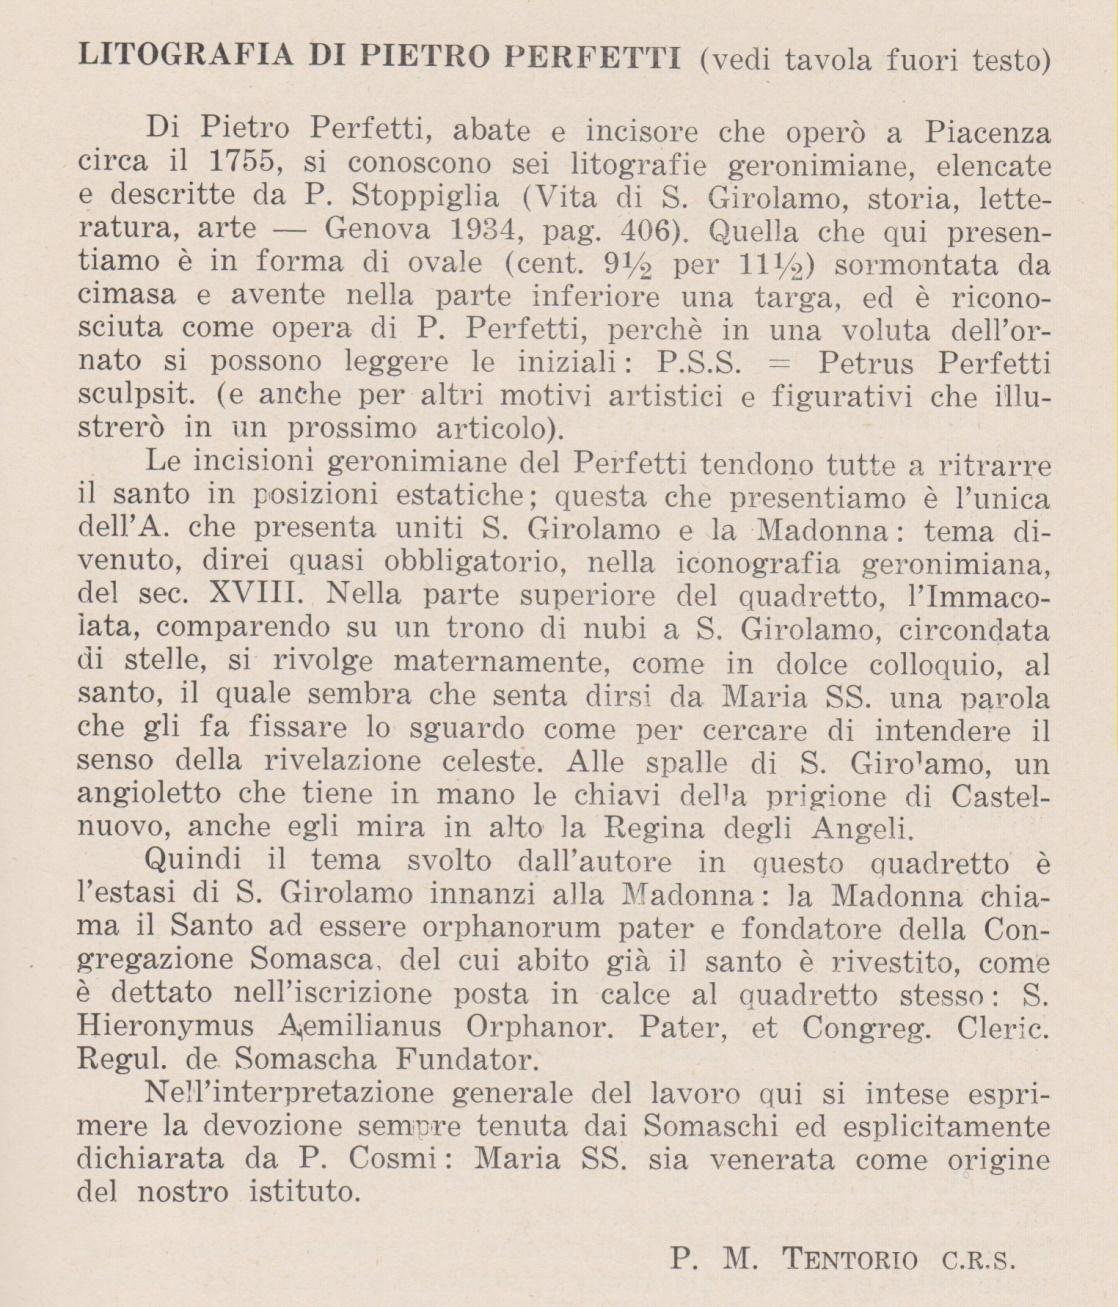 LITOGRAFIA DI PIETRO PERFETTI (vedi tavola fuori testo)
Di Pietro Perfetti, abate e incisore che operò a Piacenza
circa il 1755, si conoscono sei litografie geronimiane, elencate
e descritte da P. Stoppiglia (Vita di S. Girolamo, storia, lette-
ratura, arte — Genova 1934, pag. 406). Quella che qui presen-
tiamo è in forma di ovale (cent. 9½ per 11½) sormontata da
cimasa e avente nella parte inferiore una targa, ed è ricono-
sciuta come opera di P. Perfetti, perchè in una voluta dell'or-
nato si possono leggere le iniziali: P.S.S. = Petrus Perfetti
sculpsit. (e anche per altri motivi artistici e figurativi che illu-
strerò in un prossimo articolo).
Le incisioni geronimiane del Perfetti tendono tutte a ritrarre
il santo in posizioni estatiche; questa che presentiamo è l'unica
dell'A. che presenta uniti S. Girolamo e la Madonna: tema di-
venuto, direi quasi obbligatorio, nella iconografia geronimiana,
del sec. XVIII. Nella parte superiore del quadretto, l'Immaco-
lata, comparendo su un trono di nubi a S. Girolamo, circondata
di stelle, si rivolge maternamente, come in dolce colloquio, al
santo, il quale sembra che senta dirsi da Maria SS. una parola
che gli fa fissare lo sguardo come per cercare di intendere il
senso della rivelazione celeste. Alle spalle di S. Girolamo, un
angioletto che tiene in mano le chiavi della prigione di Castel-
nuovo, anche egli mira in alto la Regina degli Angeli.
Quindi il tema svolto dall'autore in questo quadretto è
l'estasi di S. Girolamo innanzi alla Madonna: la Madonna chia-
ma il Santo ad essere orphanorum pater e fondatore della Con-
gregazione Somasca, del cui abito già il santo è rivestito, come
è dettato nell'iscrizione posta in calce al quadretto stesso: S.
Hieronymus Aemilianus Orphanor. Pater, et Congreg. Cleric.
Regul. de Somascha Fundator.
Nell'interpretazione generale del lavoro qui si intese espri-
mere la devozione sempre tenuta dai Somaschi ed esplicitamente
dichiarata da P. Cosmi: Maria SS. sia venerata come origine
del nostro istituto.
P. M. TENTORIO C.R.S.